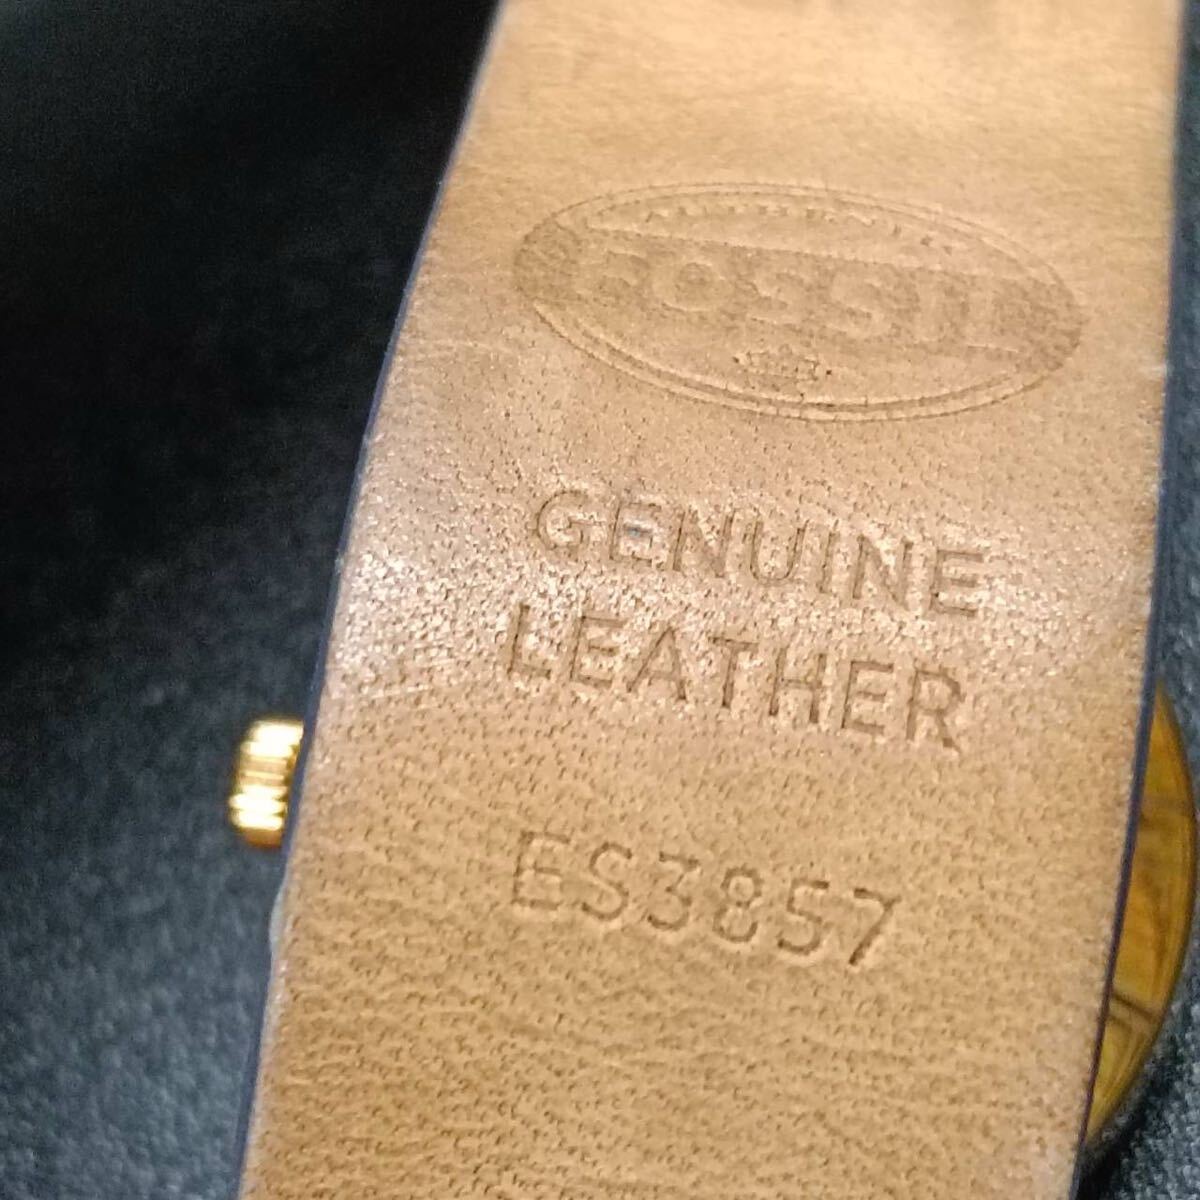 AUTHENTIC
FOSSIL
GENUINE
LEATHER
ES3857